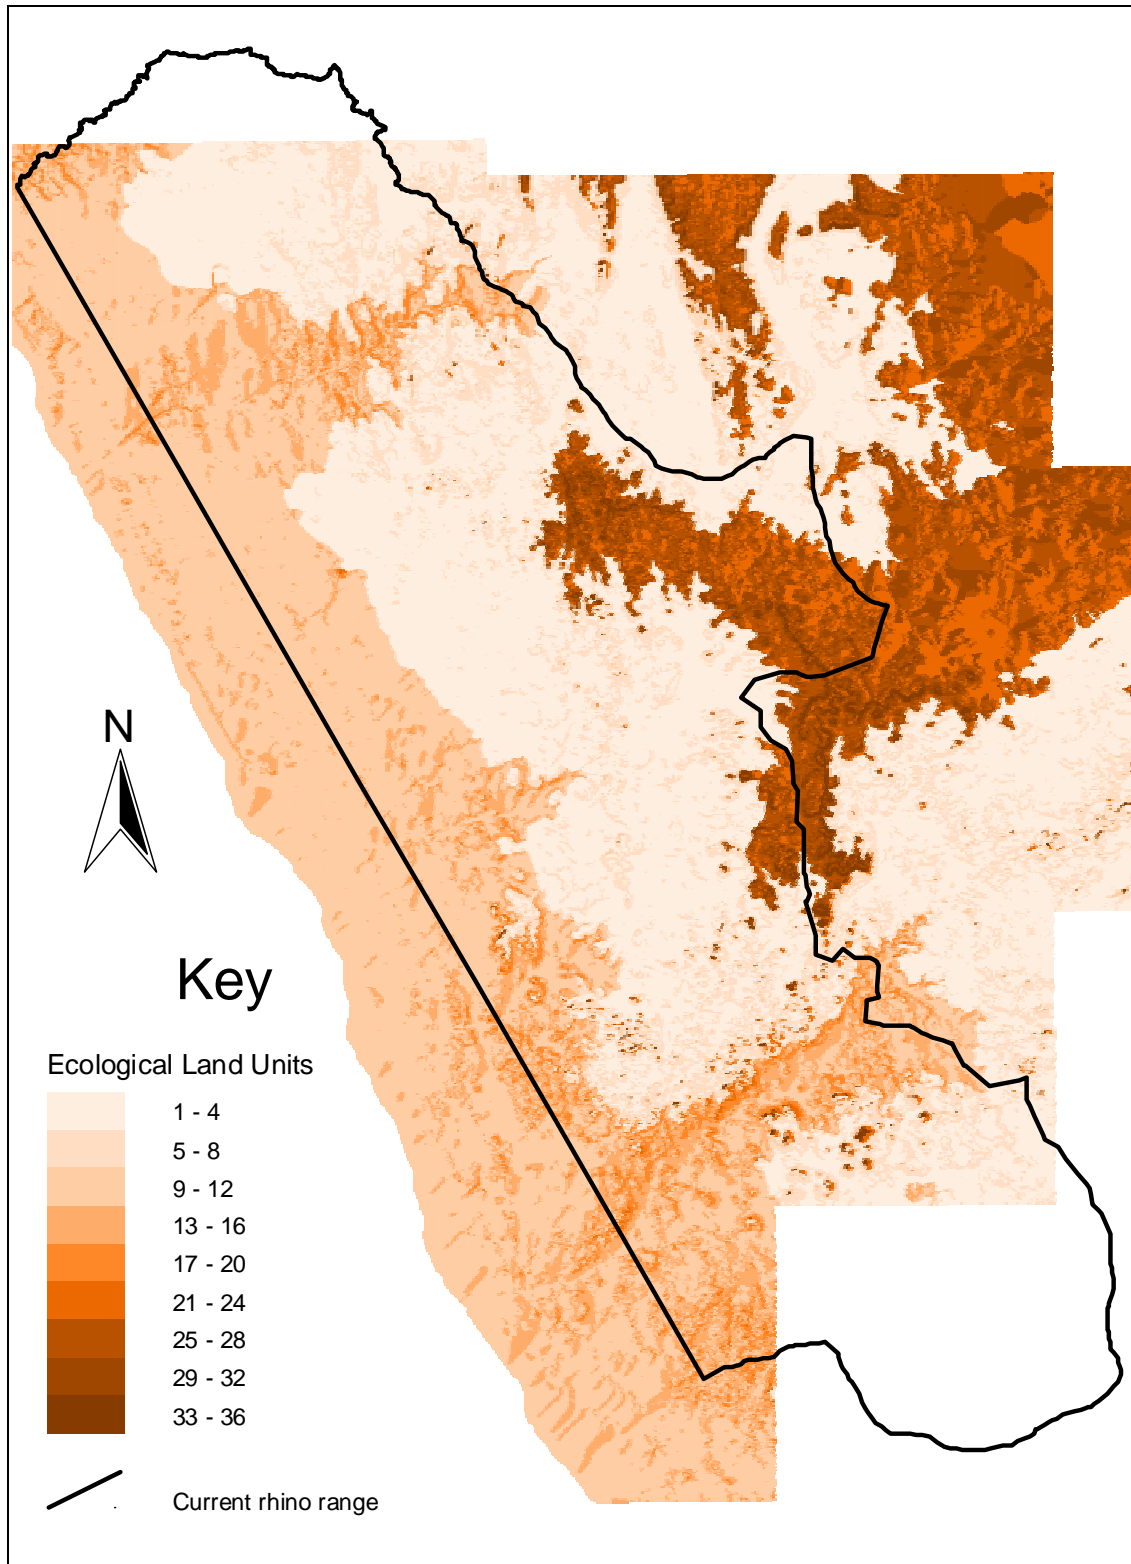 N
Key
Ecological Land Units
1 - 4
5 - 8
9 - 12
13 - 16
17 - 20
21 - 24
25 - 28
29 - 32
33 - 36
Current rhino range